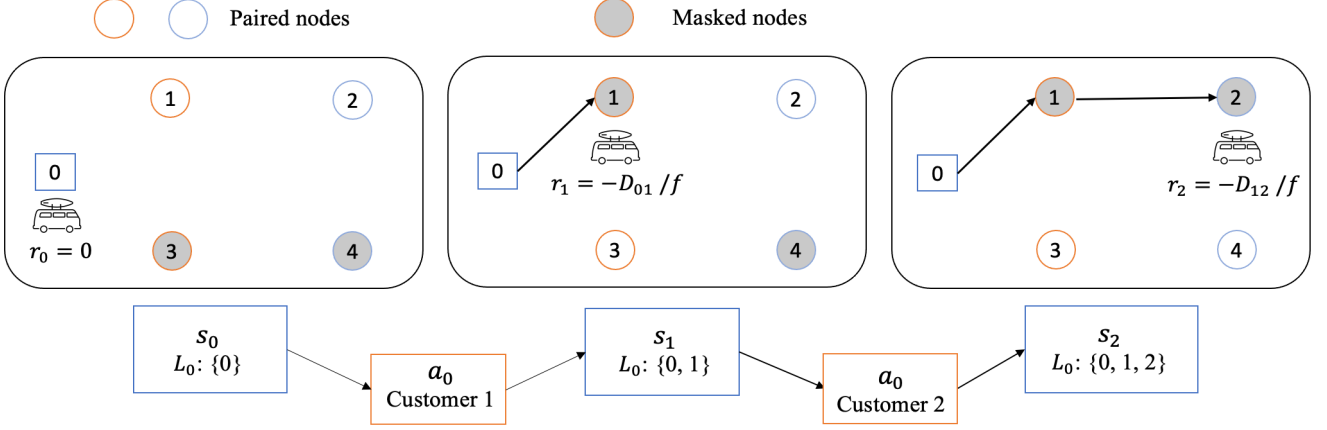 Paired nodes
Masked nodes
1
2
0
r₀ = 0
3
4
1
2
0
r₁ = −D₀₁ /f
3
4
1
2
0
r₂ = −D₁₂ /f
3
4
s₀
L₀: {0}
a₀
Customer 1
s₁
L₀: {0, 1}
a₀
Customer 2
s₂
L₀: {0, 1, 2}